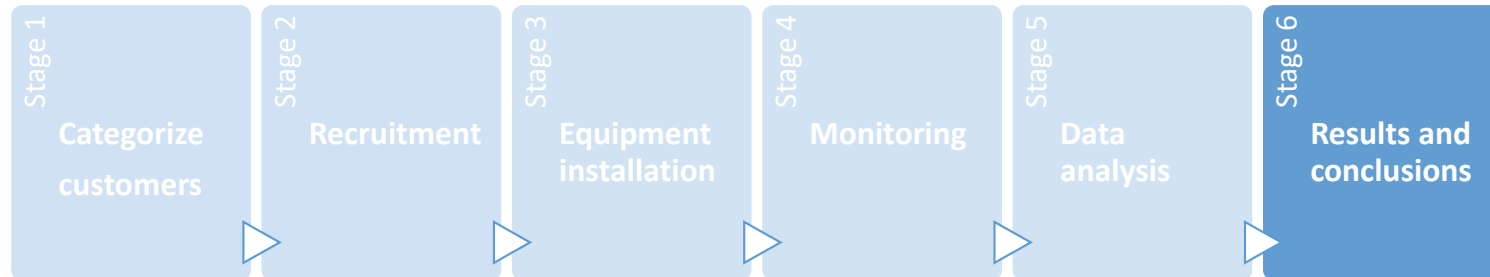 Stage 1
Categorize
customers
Stage 2
Recruitment
Stage 3
Equipment
installation
Stage 4
Monitoring
Stage 5
Data
analysis
Stage 6
Results and
conclusions